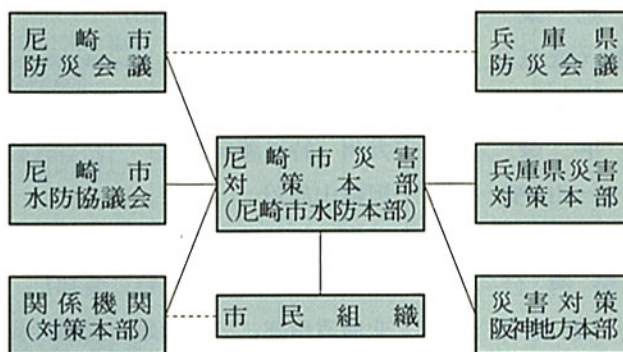 尼崎市
防災会議
兵庫県
防災会議
尼崎市
水防協議会
尼崎市災害
対策本部
(尼崎市水防本部)
兵庫県災害
対策本部
関係機関
(対策本部)
市民組織
災害対策
阪神地方本部